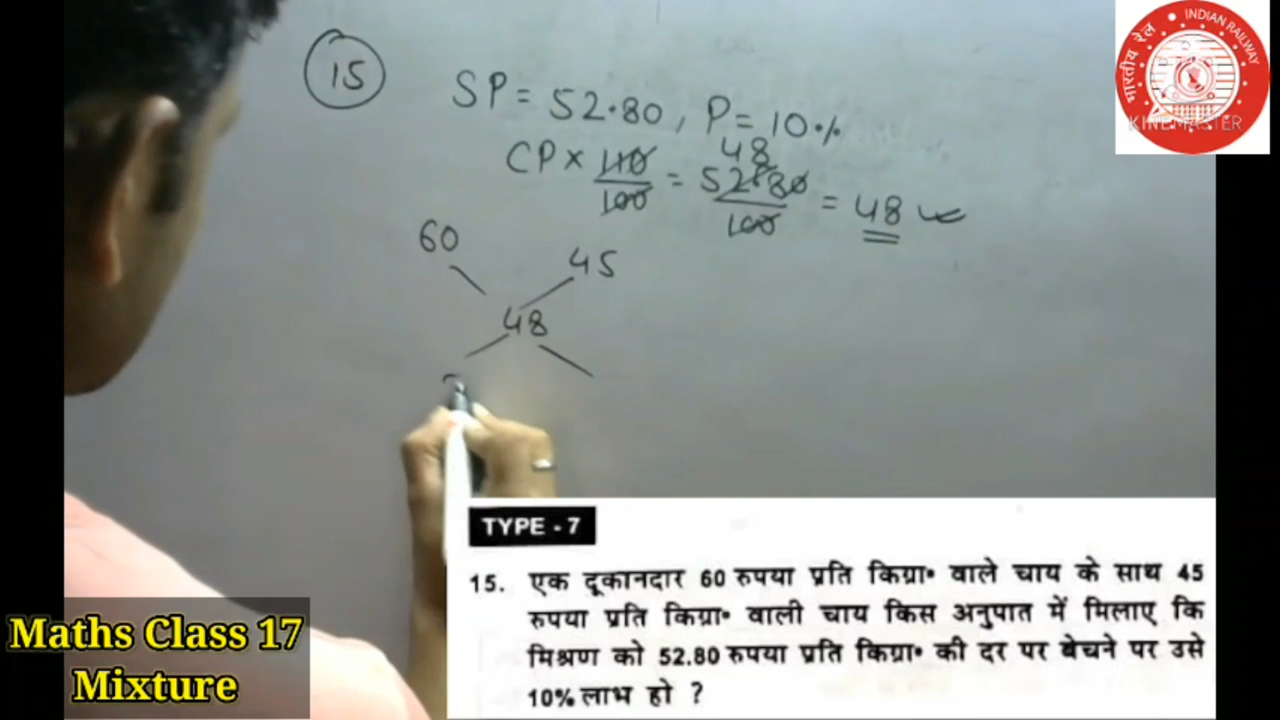 भारतीय रेल INDIAN RAILWAY
KINEMASTER
15
SP = 52.80, P = 10%
48
CP × 110/100 = 5280/100 = 48
60 45
48
TYPE - 7
15. एक दूकानदार 60 रुपया प्रति किग्रा॰ वाले चाय के साथ 45
रुपया प्रति किग्रा॰ वाली चाय किस अनुपात में मिलाए कि
मिश्रण को 52.80 रुपया प्रति किग्रा॰ की दर पर बेचने पर उसे
10% लाभ हो ?
Maths Class 17
Mixture